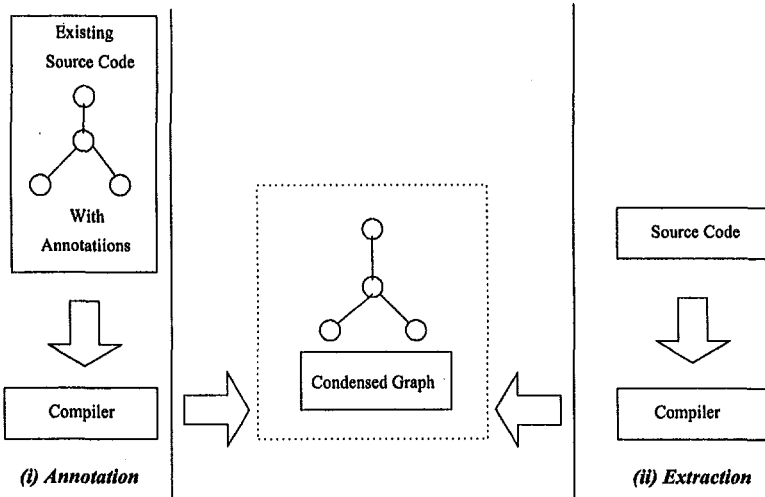 Existing
Source Code
With
Annotatiions
Compiler
(i) Annotation
Condensed Graph
Source Code
Compiler
(ii) Extraction